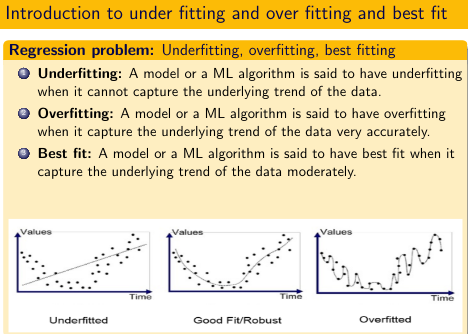 Introduction to under fitting and over fitting and best fit
Regression problem: Underfitting, overfitting, best fitting
1 Underfitting: A model or a ML algorithm is said to have underfitting
when it cannot capture the underlying trend of the data.
2 Overfitting: A model or a ML algorithm is said to have overfitting
when it capture the underlying trend of the data very accurately.
3 Best fit: A model or a ML algorithm is said to have best fit when it
capture the underlying trend of the data moderately.
Values Values Values
Time Time Time
Underfitted Good Fit/Robust Overfitted